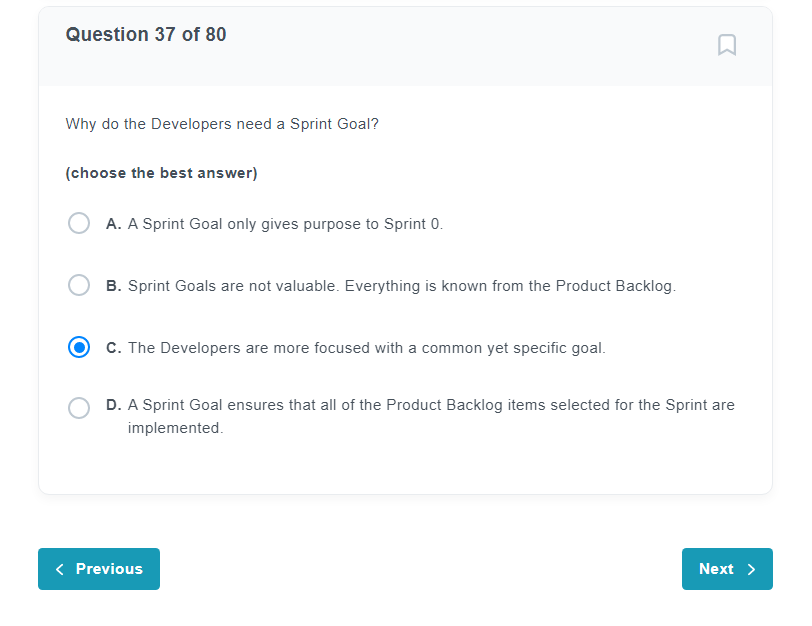 Question 37 of 80
Why do the Developers need a Sprint Goal?
(choose the best answer)
A. A Sprint Goal only gives purpose to Sprint 0.
B. Sprint Goals are not valuable. Everything is known from the Product Backlog.
C. The Developers are more focused with a common yet specific goal.
D. A Sprint Goal ensures that all of the Product Backlog items selected for the Sprint are
implemented.
Previous
Next